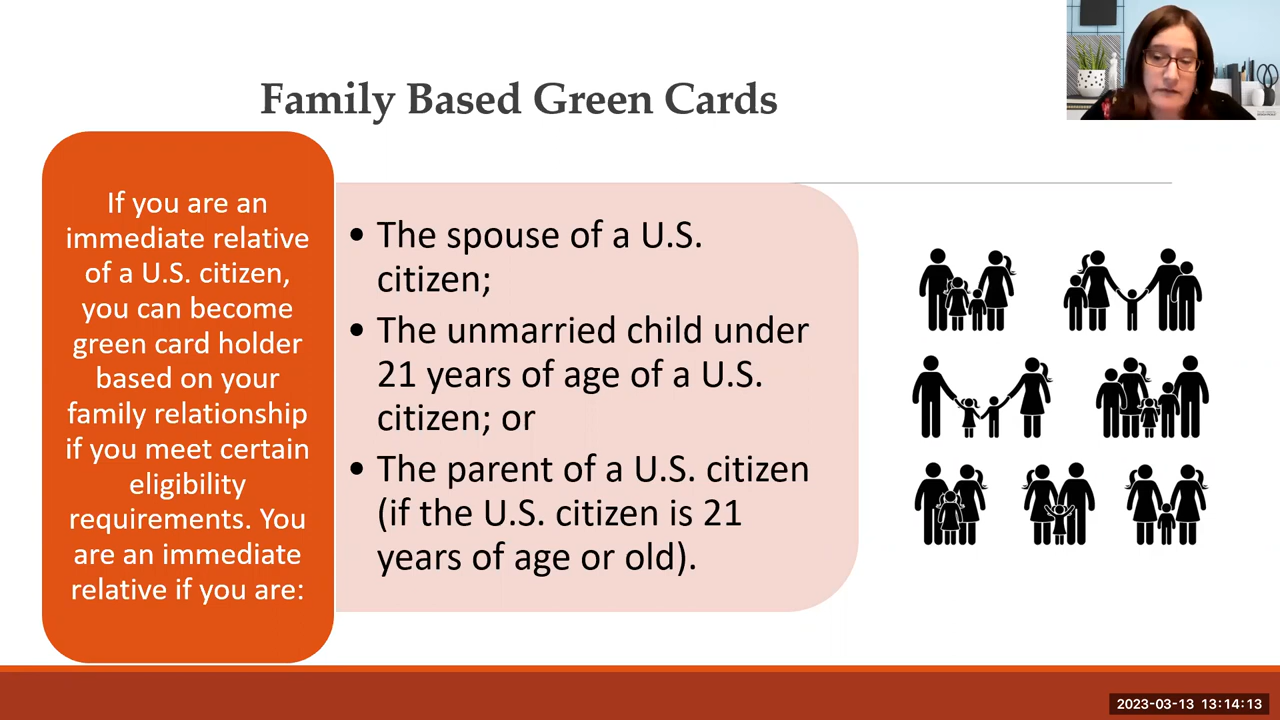 Family Based Green Cards
If you are an
immediate relative
of a U.S. citizen,
you can become
green card holder
based on your
family relationship
if you meet certain
eligibility
requirements. You
are an immediate
relative if you are:
• The spouse of a U.S.
citizen;
• The unmarried child under
21 years of age of a U.S.
citizen; or
• The parent of a U.S. citizen
(if the U.S. citizen is 21
years of age or old).
2023-03-13 13:14:13